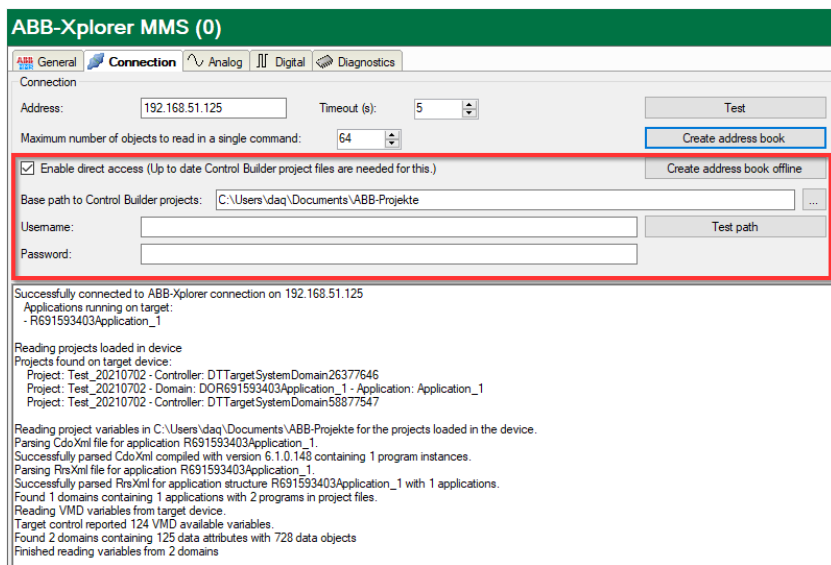 ABB-Xplorer MMS (0)
ABB General Connection Analog Digital Diagnostics
Connection
Address: 192.168.51.125 Timeout (s): 5 Test
Maximum number of objects to read in a single command: 64 Create address book
Enable direct access (Up to date Control Builder project files are needed for this.) Create address book offline
Base path to Control Builder projects: C:\Users\daq\Documents\ABB-Projekte ...
Username: Test path
Password:
Successfully connected to ABB-Xplorer connection on 192.168.51.125
Applications running on target:
- R691593403Application_1
Reading projects loaded in device
Projects found on target device:
Project: Test_20210702 - Controller: DTTargetSystemDomain26377646
Project: Test_20210702 - Domain: DOR691593403Application_1 - Application: Application_1
Project: Test_20210702 - Controller: DTTargetSystemDomain58877547
Reading project variables in C:\Users\daq\Documents\ABB-Projekte for the projects loaded in the device.
Parsing CdoXml file for application R691593403Application_1.
Successfully parsed CdoXml compiled with version 6.1.0.148 containing 1 program instances.
Parsing RrsXml file for application R691593403Application_1.
Successfully parsed RrsXml for application structure R691593403Application_1 with 1 applications.
Found 1 domains containing 1 applications with 2 programs in project files.
Reading VMD variables from target device.
Target control reported 124 VMD available variables.
Found 2 domains containing 125 data attributes with 728 data objects
Finished reading variables from 2 domains